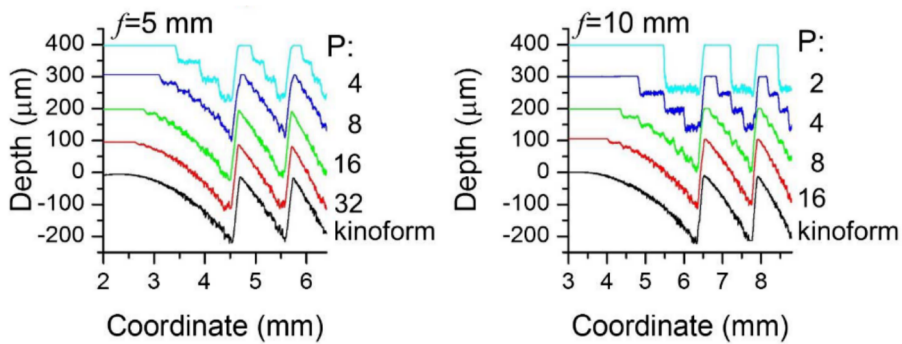 f=5 mm
P:
400
300
200
100
0
-100
-200
4
8
16
32
kinoform
2 3 4 5 6
Depth (μm)
Coordinate (mm)
f=10 mm
P:
400
300
200
100
0
-100
-200
2
4
8
16
kinoform
3 4 5 6 7 8
Depth (μm)
Coordinate (mm)